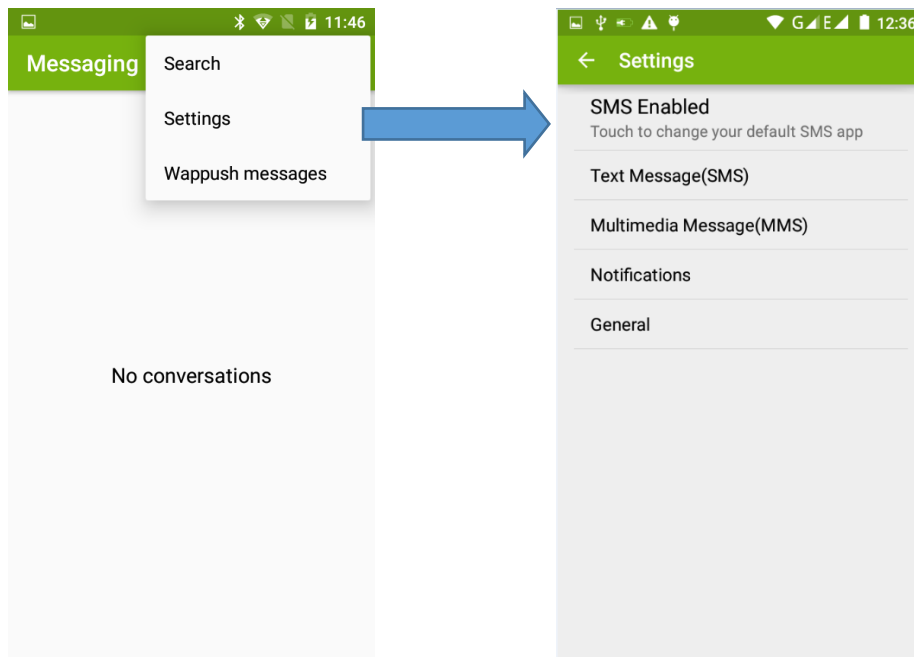 11:46
Messaging
Search
Settings
Wappush messages
No conversations
G E 12:36
Settings
SMS Enabled
Touch to change your default SMS app
Text Message(SMS)
Multimedia Message(MMS)
Notifications
General